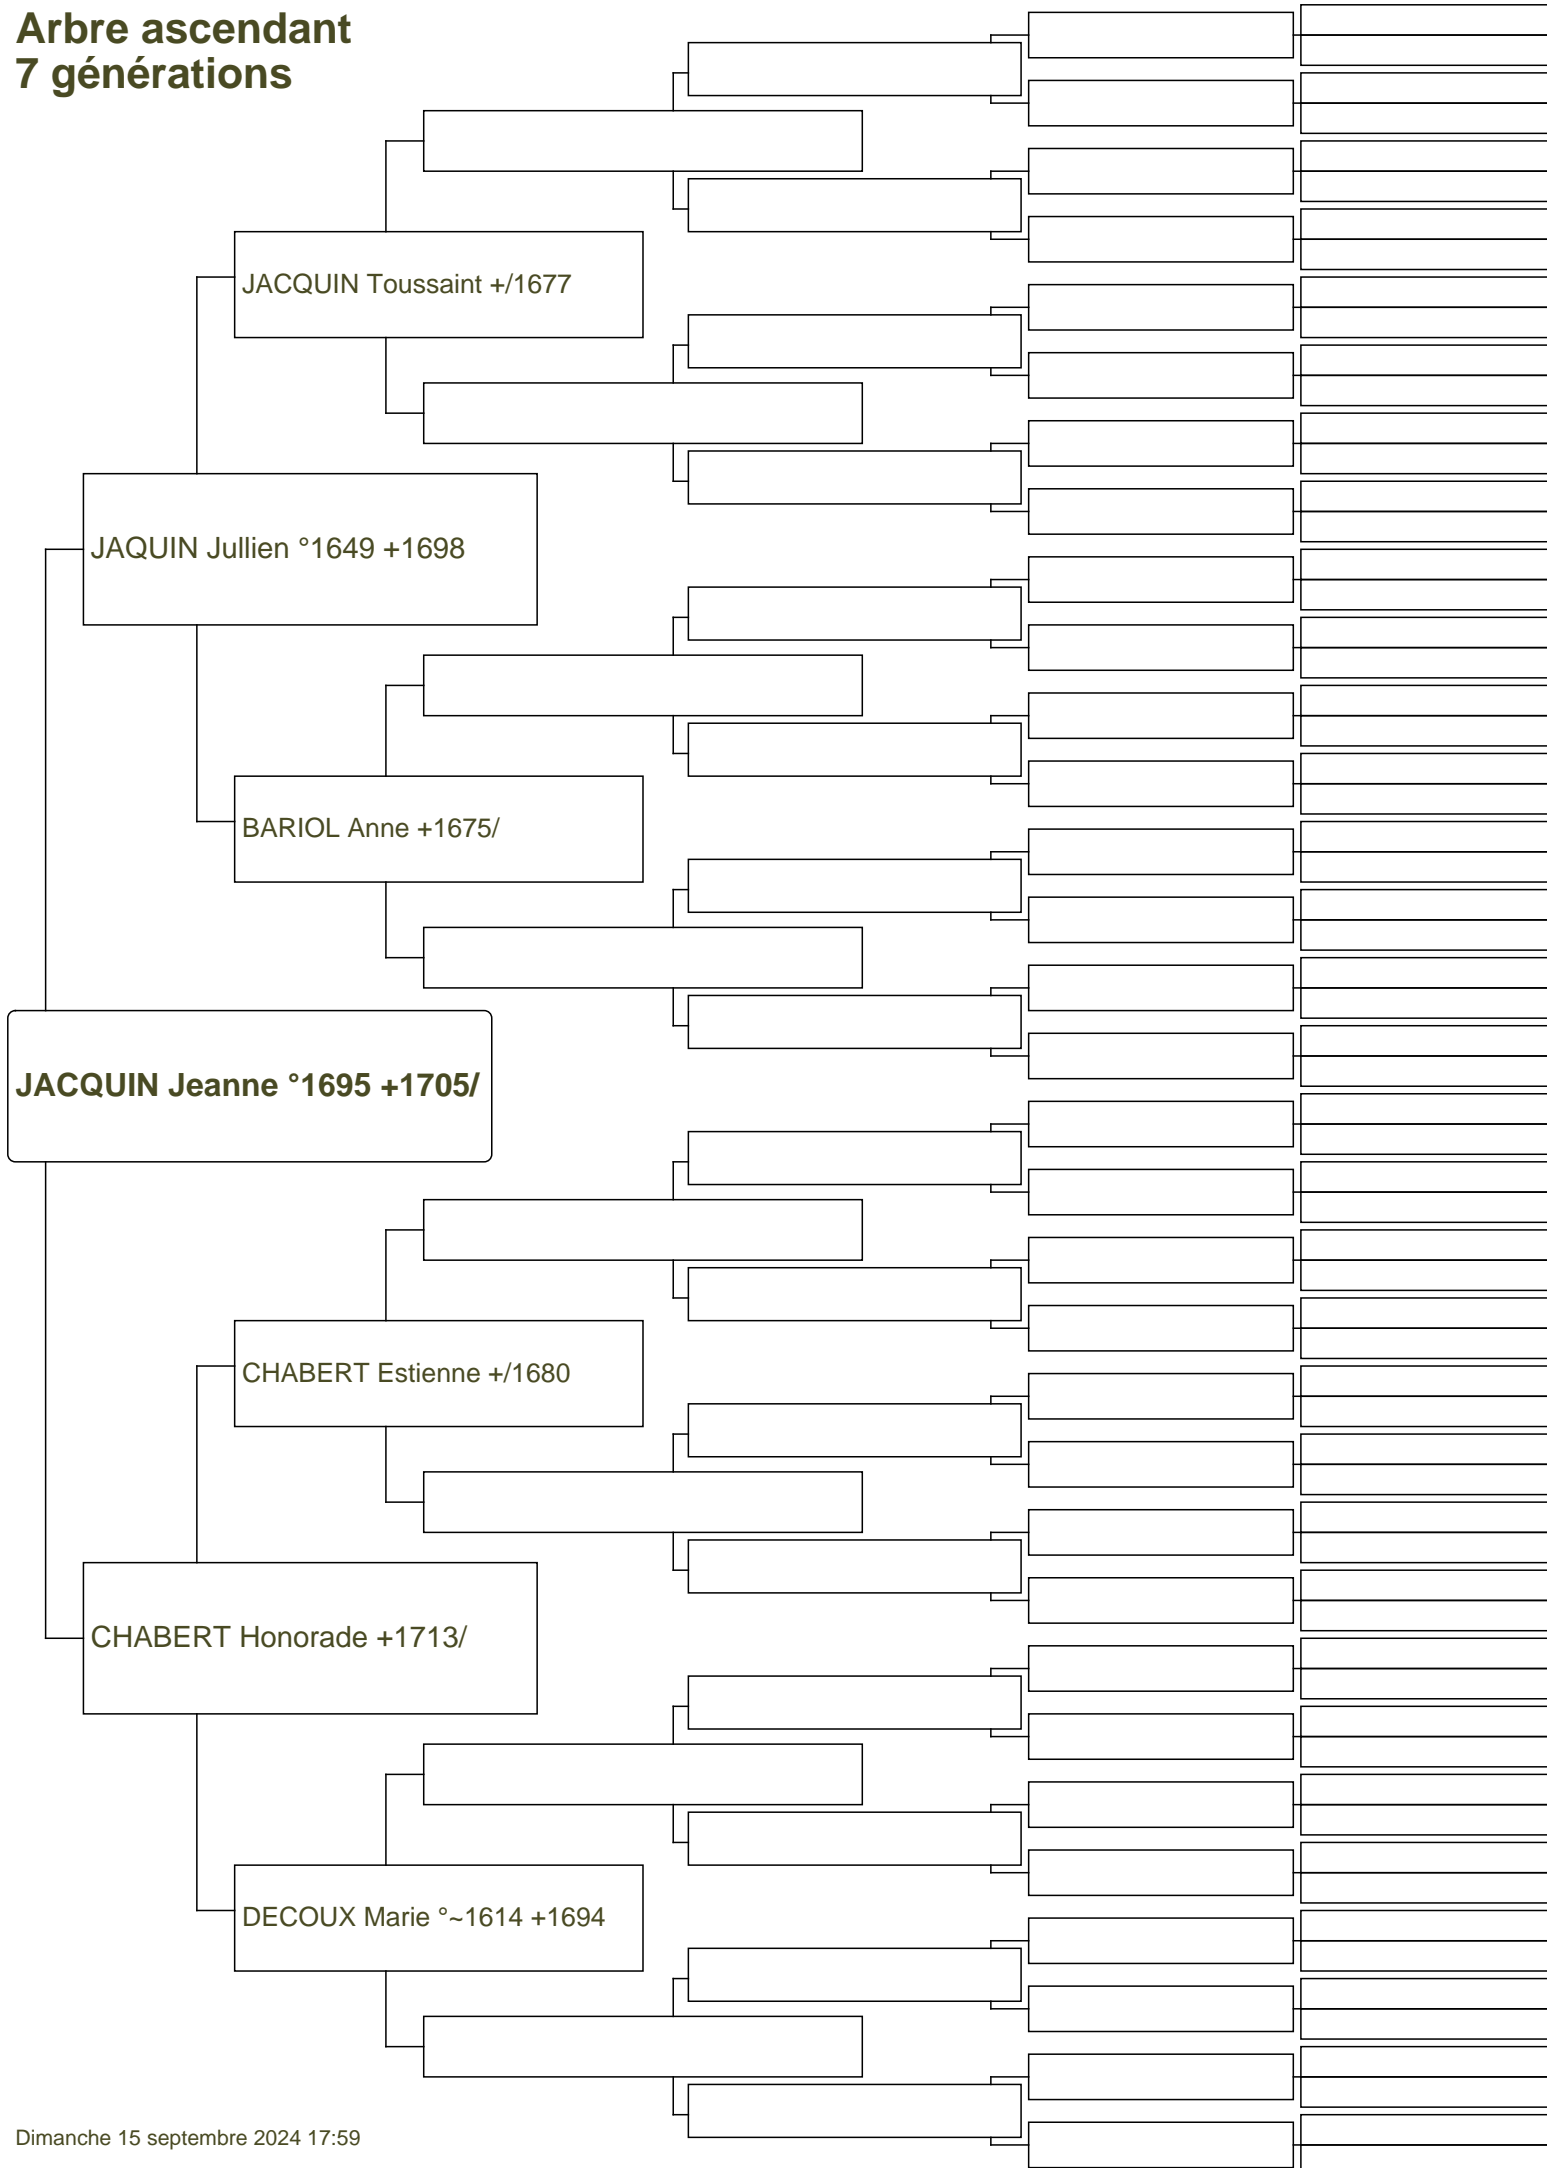 Arbre ascendant
7 générations
JACQUIN Toussaint +/1677
JAQUIN Jullien °1649 +1698
BARIOL Anne +1675/
JACQUIN Jeanne °1695 +1705/
CHABERT Estienne +/1680
CHABERT Honorade +1713/
DECOUX Marie °~1614 +1694
Dimanche 15 septembre 2024 17:59